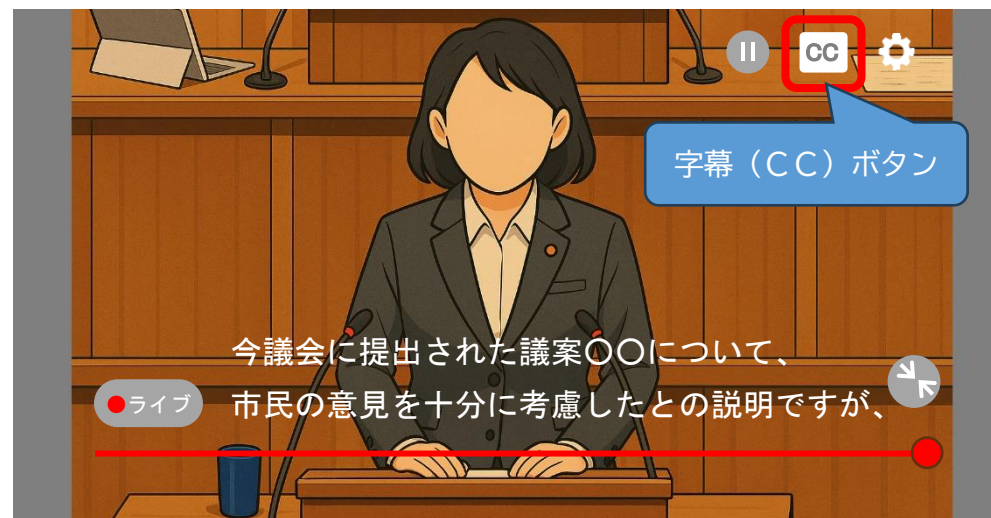 CC
字幕（ＣＣ）ボタン
今議会に提出された議案〇〇について、
市民の意見を十分に考慮したとの説明ですが、
ライブ